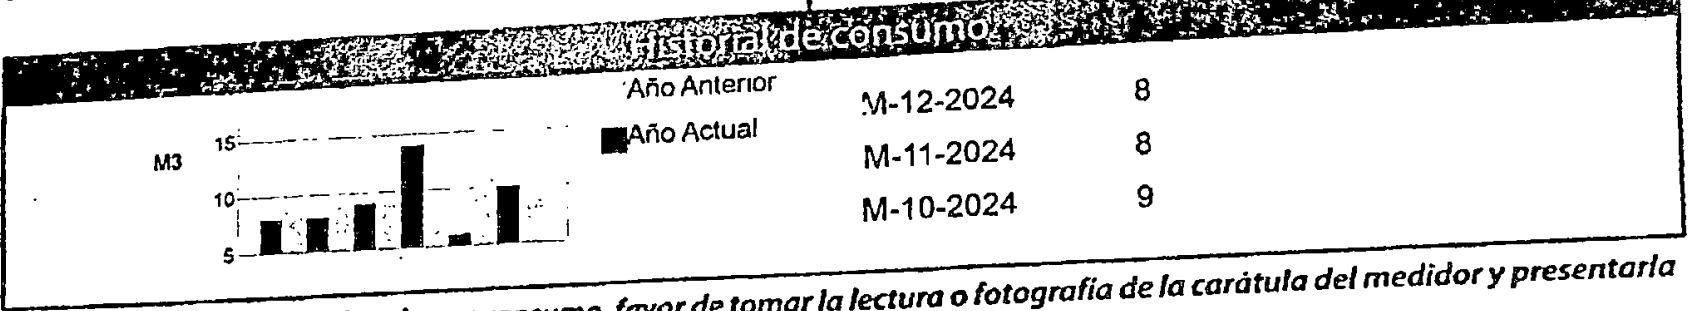 Historial de consumo
Año Anterior
Año Actual
M3
15
10
5
M-12-2024 8
M-11-2024 8
M-10-2024 9
consumo, favor de tomar la lectura o fotografía de la carátula del medidor y presentarla